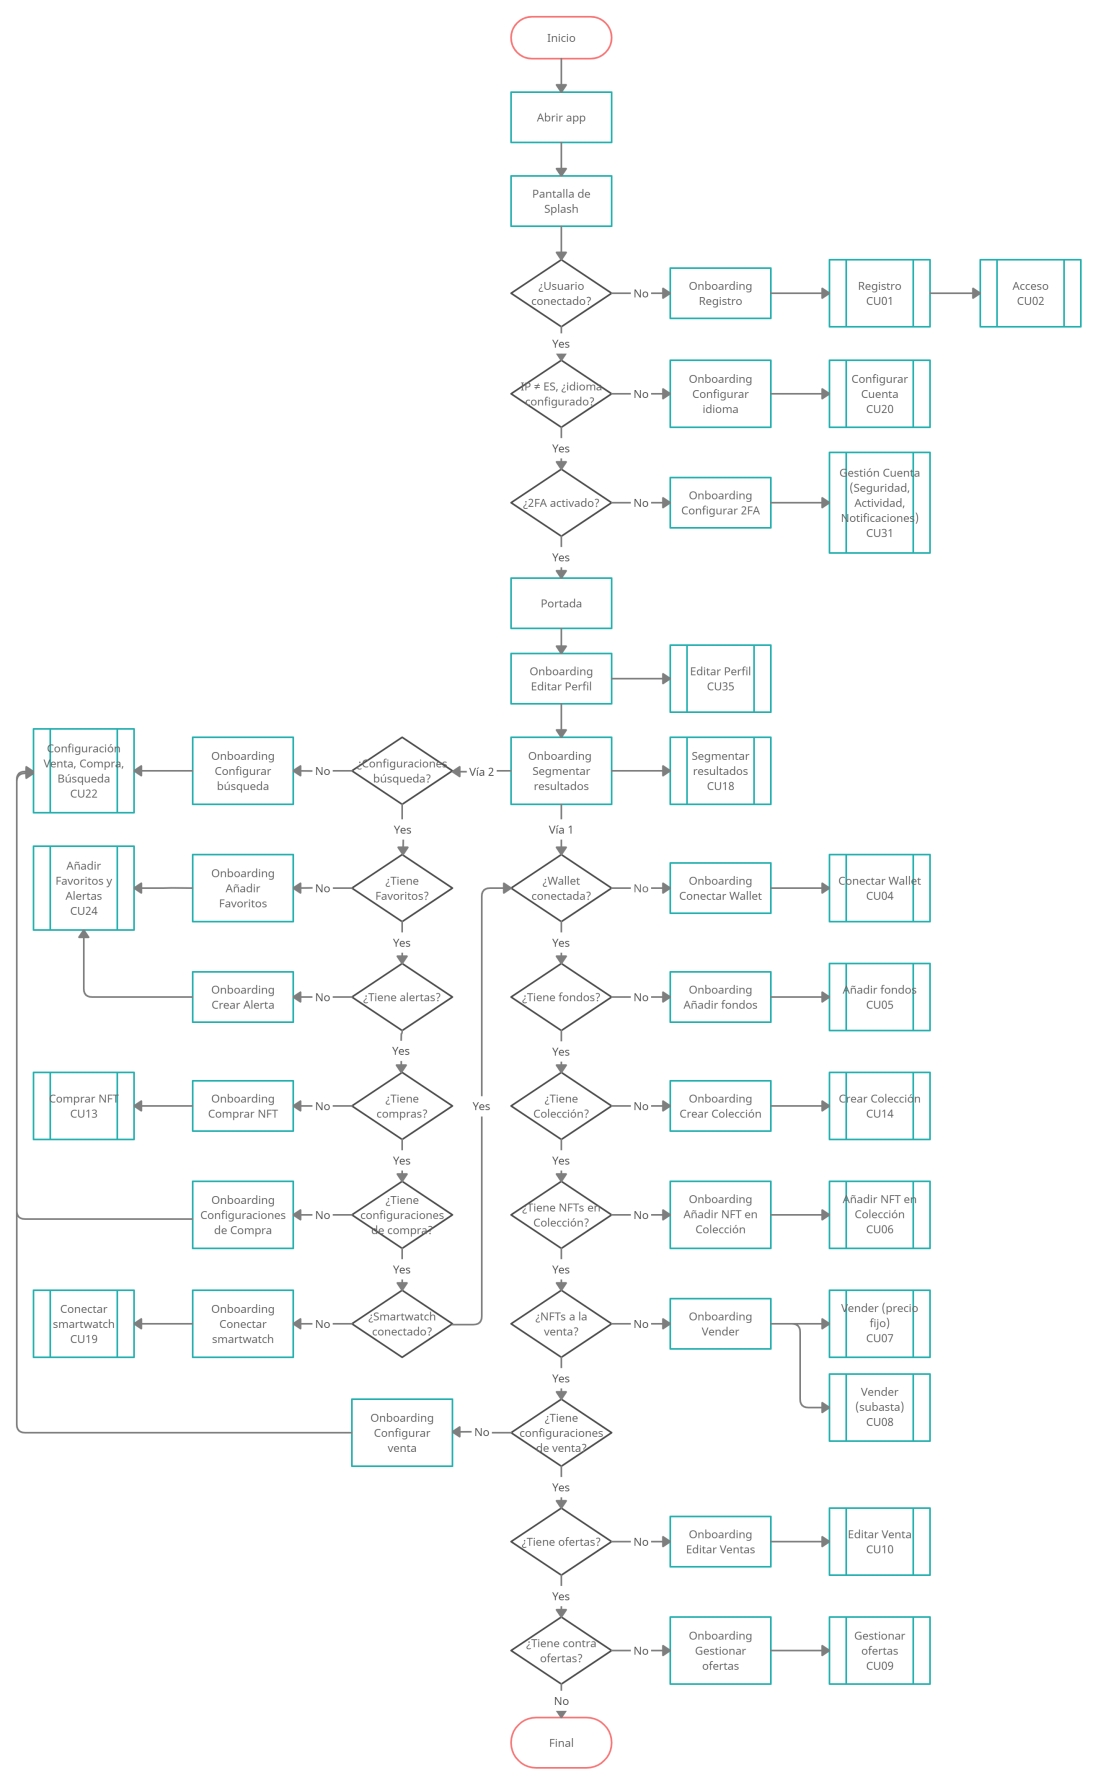 Inicio
Abrir app
Pantalla de
Splash
¿Usuario
conectado?
No
Onboarding
Registro
Registro
CU01
Acceso
CU02
Yes
IP ≠ ES, ¿idioma
configurado?
No
Onboarding
Configurar
idioma
Configurar
Cuenta
CU20
Yes
¿2FA activado?
No
Onboarding
Configurar 2FA
Gestión Cuenta
(Seguridad,
Actividad,
Notificaciones)
CU31
Yes
Portada
Onboarding
Editar Perfil
Editar Perfil
CU35
Configuración
Venta, Compra,
Búsqueda
CU22
Onboarding
Configurar
búsqueda
No
¿Configuraciones
búsqueda?
Vía 2
Onboarding
Segmentar
resultados
Segmentar
resultados
CU18
Yes
Vía 1
Añadir
Favoritos y
Alertas
CU24
Onboarding
Añadir
Favoritos
No
¿Tiene
Favoritos?
¿Wallet
conectada?
No
Onboarding
Conectar Wallet
Conectar Wallet
CU04
Yes
Yes
Onboarding
Crear Alerta
No
¿Tiene alertas?
¿Tiene fondos?
No
Onboarding
Añadir fondos
Añadir fondos
CU05
Yes
Yes
Comprar NFT
CU13
Onboarding
Comprar NFT
No
¿Tiene
compras?
Yes
¿Tiene
Colección?
No
Onboarding
Crear Colección
Crear Colección
CU14
Yes
Yes
Onboarding
Configuraciones
de Compra
No
¿Tiene
configuraciones
de compra?
¿Tiene NFTs en
Colección?
No
Onboarding
Añadir NFT en
Colección
Añadir NFT en
Colección
CU06
Yes
Yes
Conectar
smartwatch
CU19
Onboarding
Conectar
smartwatch
No
¿Smartwatch
conectado?
¿NFTs a la
venta?
No
Onboarding
Vender
Vender (precio
fijo)
CU07
Yes
Vender
(subasta)
CU08
Onboarding
Configurar
venta
No
¿Tiene
configuraciones
de venta?
Yes
¿Tiene ofertas?
No
Onboarding
Editar Ventas
Editar Venta
CU10
Yes
¿Tiene contra
ofertas?
No
Onboarding
Gestionar
ofertas
Gestionar
ofertas
CU09
No
Final